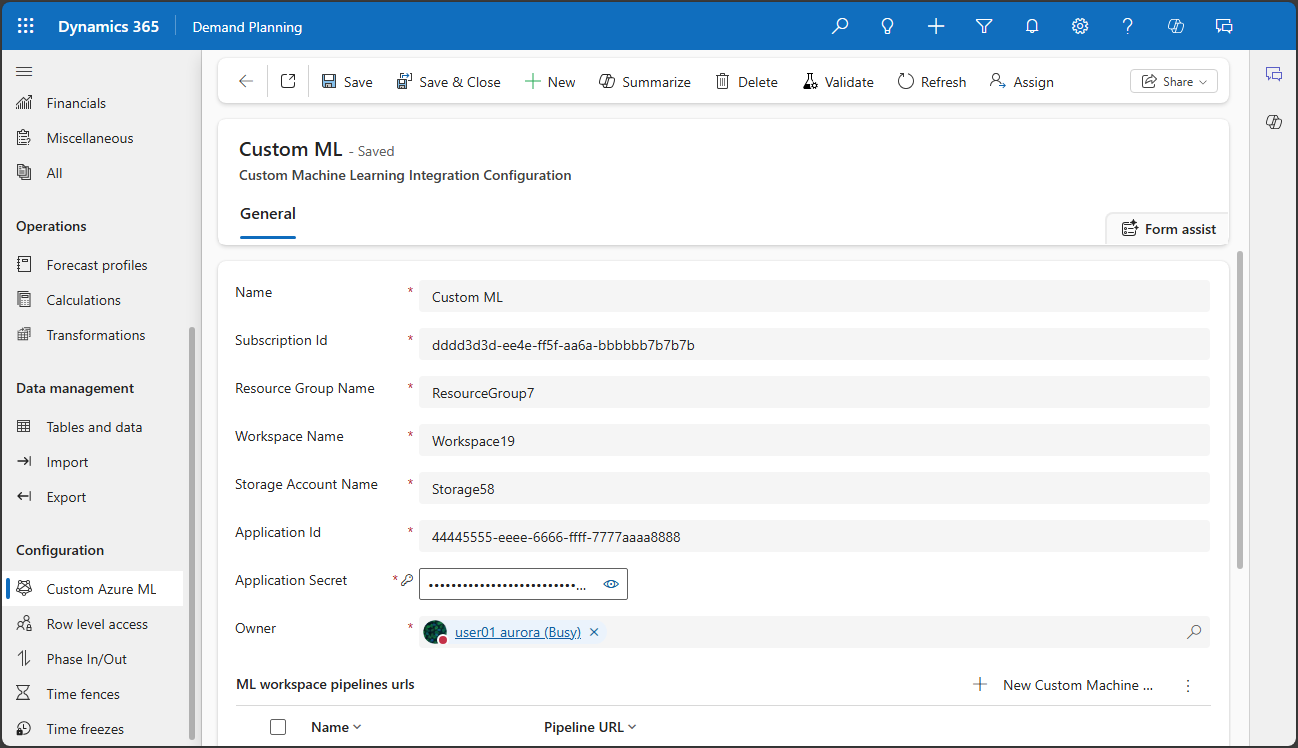 Dynamics 365 Demand Planning
Save Save & Close New Summarize Delete Validate Refresh Assign Share
Financials
Miscellaneous
All
Operations
Forecast profiles
Calculations
Transformations
Data management
Tables and data
Import
Export
Configuration
Custom Azure ML
Row level access
Phase In/Out
Time fences
Time freezes
Custom ML - Saved
Custom Machine Learning Integration Configuration
General
Form assist
Name * Custom ML
Subscription Id * dddd3d3d-ee4e-ff5f-aa6a-bbbbbb7b7b7b
Resource Group Name * ResourceGroup7
Workspace Name * Workspace19
Storage Account Name * Storage58
Application Id * 44445555-eeee-6666-ffff-7777aaaa8888
Application Secret * ••••••••••••••••••••••••••...
Owner * user01 aurora (Busy)
ML workspace pipelines urls New Custom Machine ...
Name Pipeline URL